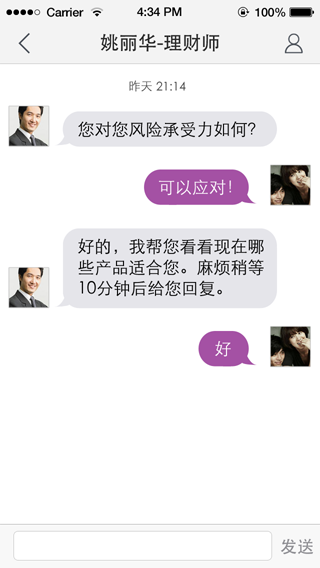 Carrier 4:34 PM 100%
姚丽华-理财师
昨天 21:14
您对您风险承受力如何?
可以应对!
好的，我帮您看看现在哪
些产品适合您。麻烦稍等
10分钟后给您回复。
好
发送